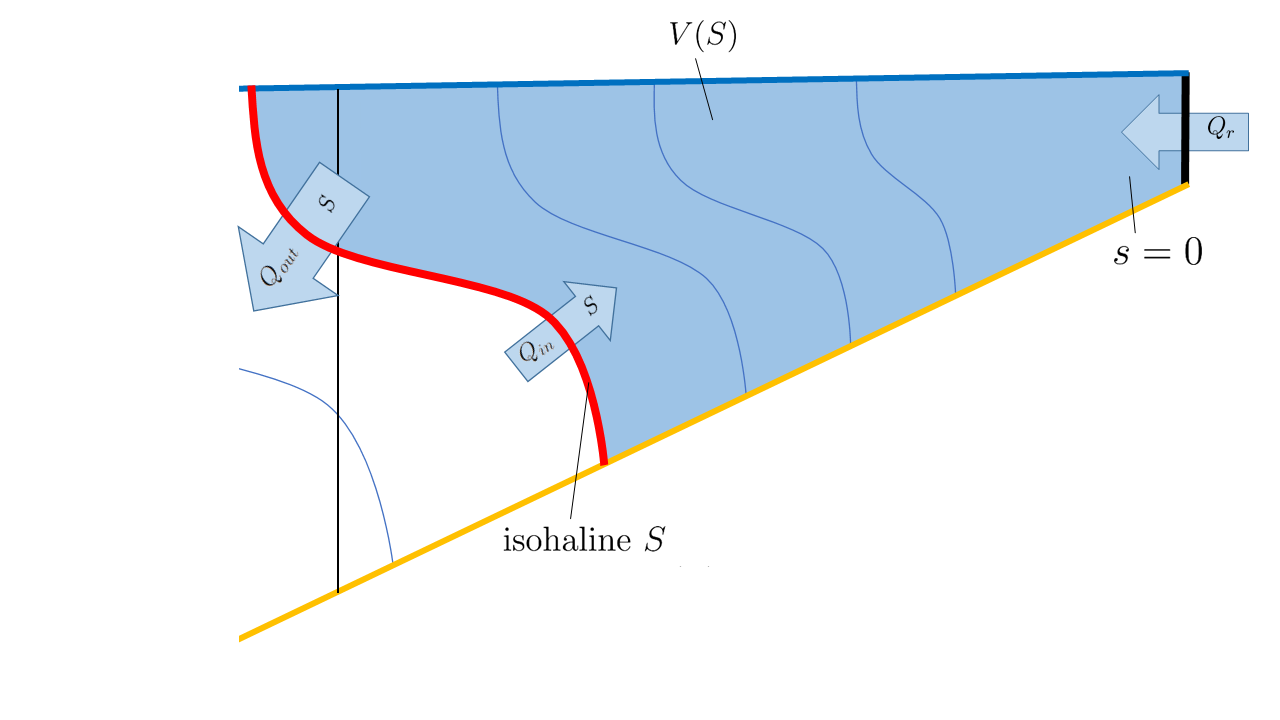 V(S)
Q_r
S
s = 0
Q_out
S
Q_in
isohaline S